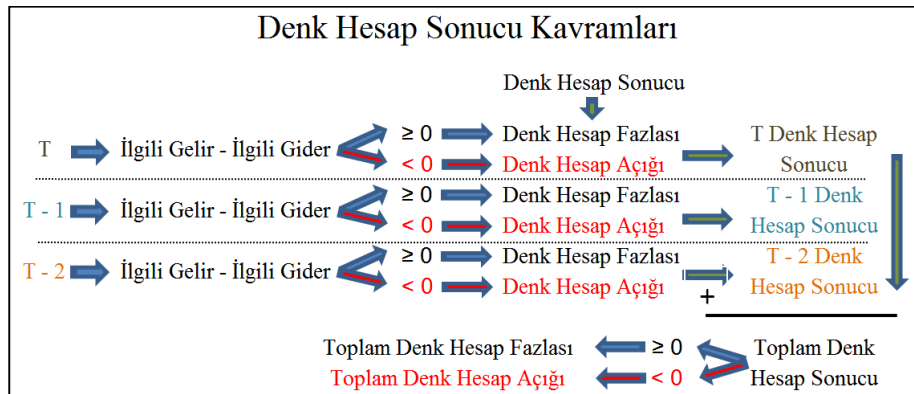 Denk Hesap Sonucu Kavramları
Denk Hesap Sonucu
T İlgili Gelir - İlgili Gider ≥ 0 Denk Hesap Fazlası T Denk Hesap
< 0 Denk Hesap Açığı Sonucu
T - 1 İlgili Gelir - İlgili Gider ≥ 0 Denk Hesap Fazlası T - 1 Denk
< 0 Denk Hesap Açığı Hesap Sonucu
T - 2 İlgili Gelir - İlgili Gider ≥ 0 Denk Hesap Fazlası T - 2 Denk
< 0 Denk Hesap Açığı + Hesap Sonucu
Toplam Denk Hesap Fazlası ≥ 0 Toplam Denk
Toplam Denk Hesap Açığı < 0 Hesap Sonucu